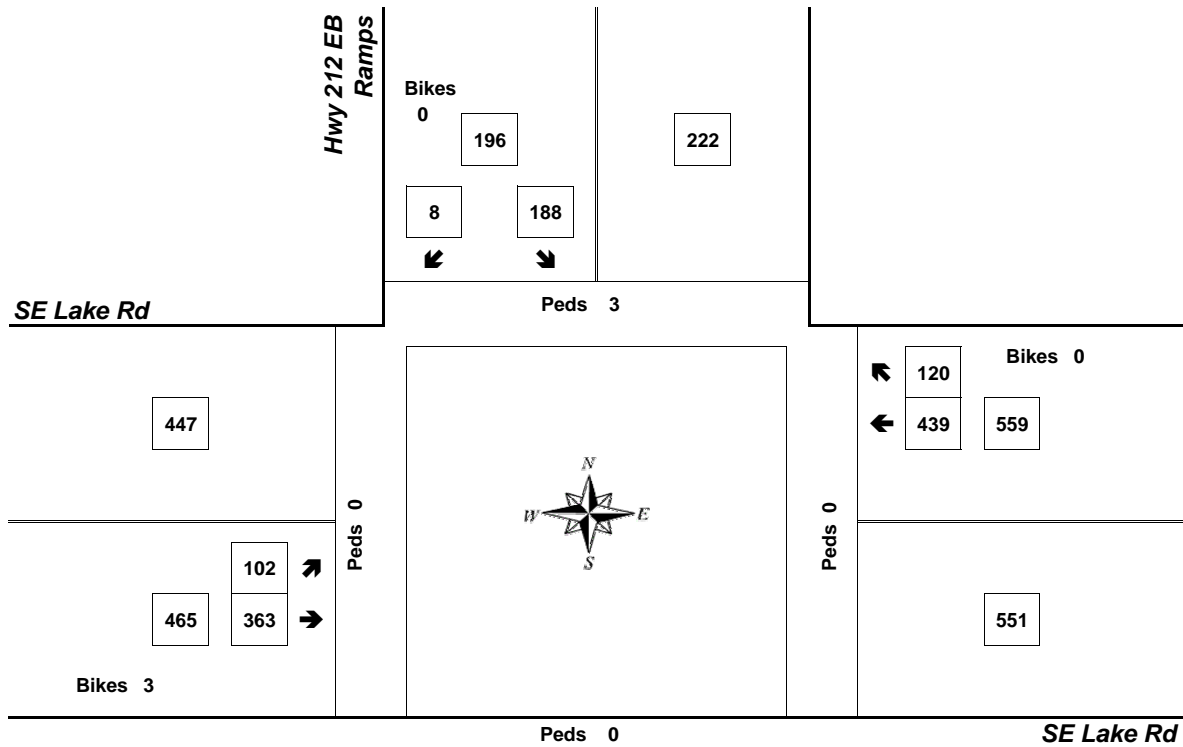 Hwy 212 EB
Ramps
Bikes
0
196
222
8
188
SE Lake Rd
Peds 3
Bikes 0
120
447
439
559
N
W
E
S
Peds 0
Peds 0
102
465
363
551
Bikes 3
Peds 0
SE Lake Rd